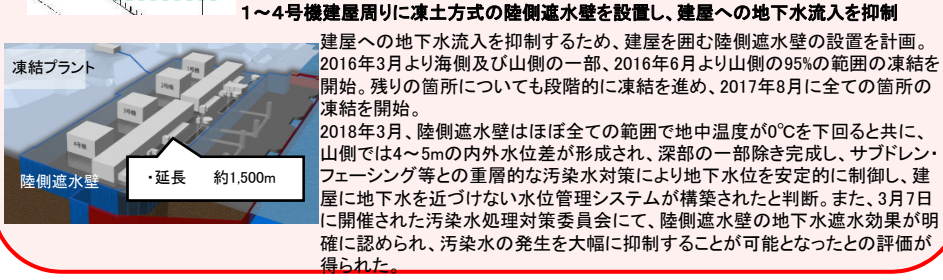 1～4号機建屋周りに凍土方式の陸側遮水壁を設置し、建屋への地下水流入を抑制
建屋への地下水流入を抑制するため、建屋を囲む陸側遮水壁の設置を計画。
2016年3月より海側及び山側の一部、2016年6月より山側の95%の範囲の凍結を
開始。残りの箇所についても段階的に凍結を進め、2017年8月に全ての箇所の
凍結を開始。
2018年3月、陸側遮水壁はほぼ全ての範囲で地中温度が0℃を下回ると共に、
山側では4～5mの内外水位差が形成され、深部の一部除き完成し、サブドレン・
フェーシング等との重層的な汚染水対策により地下水位を安定的に制御し、建
屋に地下水を近づけない水位管理システムが構築されたと判断。また、3月7日
に開催された汚染水処理対策委員会にて、陸側遮水壁の地下水遮水効果が明
確に認められ、汚染水の発生を大幅に抑制することが可能となったとの評価が
得られた。
凍結プラント
1号機
2号機
3号機
4号機
陸側遮水壁
・延長　約1,500m